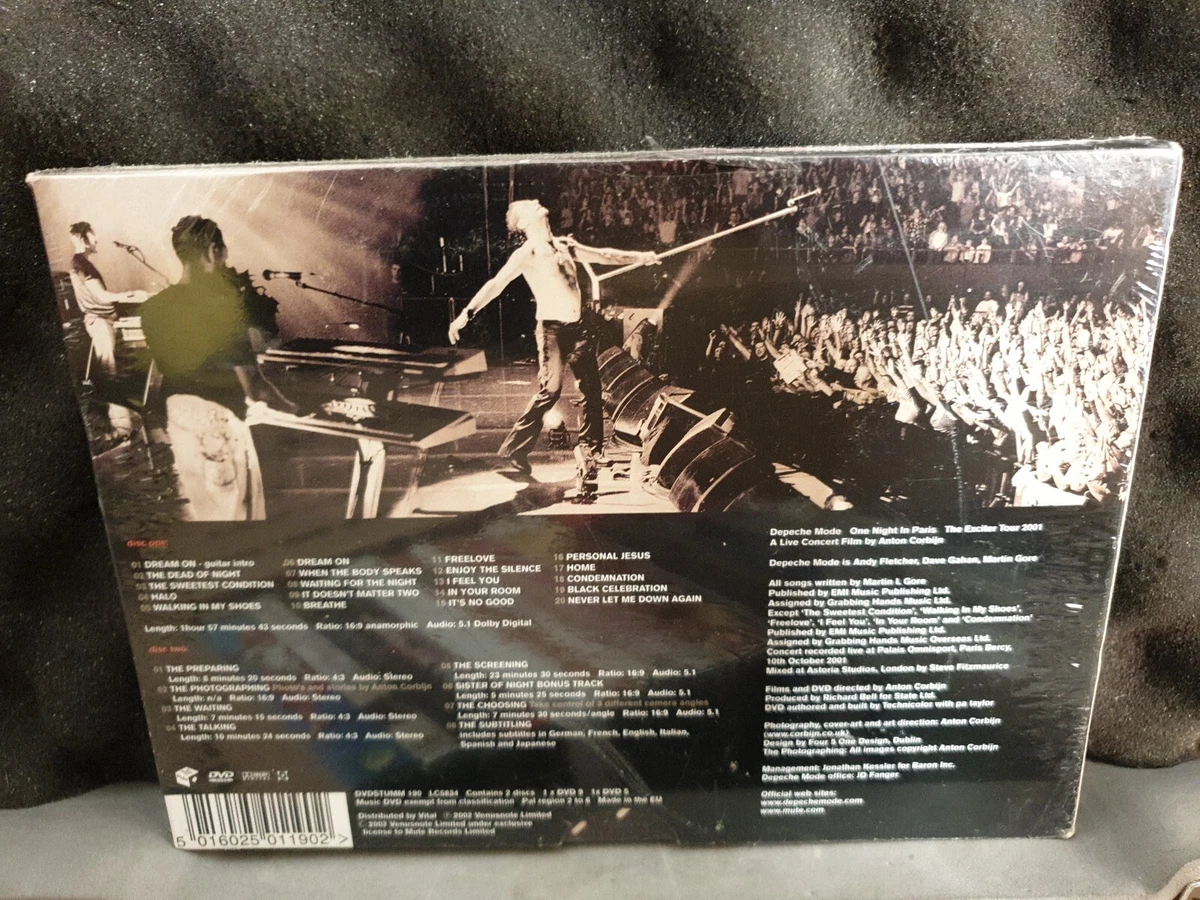 disc one:
01 DREAM ON - guitar intro
02 THE DEAD OF NIGHT
03 THE SWEETEST CONDITION
04 HALO
05 WALKING IN MY SHOES
06 DREAM ON
07 WHEN THE BODY SPEAKS
08 WAITING FOR THE NIGHT
09 IT DOESN'T MATTER TWO
10 BREATHE
11 FREELOVE
12 ENJOY THE SILENCE
13 I FEEL YOU
14 IN YOUR ROOM
15 IT'S NO GOOD
16 PERSONAL JESUS
17 HOME
18 CONDEMNATION
19 BLACK CELEBRATION
20 NEVER LET ME DOWN AGAIN
Length: 1hour 57 minutes 43 seconds Ratio: 16:9 anamorphic Audio: 5.1 Dolby Digital
disc two:
01 THE PREPARING
Length: 6 minutes 20 seconds Ratio: 4:3 Audio: Stereo
02 THE PHOTOGRAPHING Photo's and stories by Anton Corbijn
Length: n/a Ratio: 16:9 Audio: Stereo
03 THE WAITING
Length: 7 minutes 15 seconds Ratio: 4:3 Audio: Stereo
04 THE TALKING
Length: 10 minutes 24 seconds Ratio: 4:3 Audio: Stereo
05 THE SCREENING
Length: 23 minutes 30 seconds Ratio: 16:9 Audio: 5.1
06 SISTER OF NIGHT BONUS TRACK
Length: 5 minutes 25 seconds Ratio: 16:9 Audio: 5.1
07 THE CHOOSING Take control of 3 different camera angles
Length: 7 minutes 30 seconds/angle Ratio: 16:9 Audio: 5.1
08 THE SUBTITLING
Includes subtitles in German, French, English, Italian,
Spanish and Japanese
Depeche Mode One Night In Paris The Exciter Tour 2001
A Live Concert Film by Anton Corbijn
Depeche Mode is Andy Fletcher, Dave Gahan, Martin Gore
All songs written by Martin L Gore
Published by EMI Music Publishing Ltd.
Assigned by Grabbing Hands Music Ltd.
Except 'The Sweetest Condition', 'Walking In My Shoes',
'Freelove', 'I Feel You', 'In Your Room' and 'Condemnation'
Published by EMI Music Publishing Ltd.
Assigned by Grabbing Hands Music Overseas Ltd.
Concert recorded live at Palais Omnisport, Paris Bercy,
10th October 2001
Mixed at Astoria Studios, London by Steve Fitzmaurice
Films and DVD directed by Anton Corbijn
Produced by Richard Bell for State Ltd.
DVD authored and built by Technicolor with pa taylor
Photography, cover-art and art direction: Anton Corbijn
(www.corbijn.co.uk)
Design by Four 5 One Design, Dublin
The Photographing: All images copyright Anton Corbijn
Management: Jonathan Kessler for Baron Inc.
Depeche Mode office: JD Fanger
Official web sites:
www.depechemode.com
www.mute.com
DVD
DVDSTUMM 190 LC5834 Contains 2 discs 1 x DVD 9 1x DVD 5
Music DVD exempt from classification Pal region 2 to 6 Made in the EU
Distributed by Vital ℗ 2002 Venusnote Limited
© 2002 Venusnote Limited under exclusive
license to Mute Records Limited
5 016025 011902 >